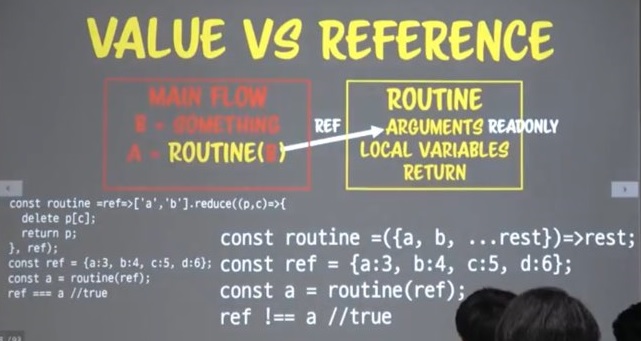 VALUE VS REFERENCE
MAIN FLOW
B = SOMETHING
A = ROUTINE(B)
REF
ROUTINE
ARGUMENTS READONLY
LOCAL VARIABLES
RETURN
const routine =ref=>['a','b'].reduce((p,c)=>{
delete p[c];
return p;
}, ref);
const ref = {a:3, b:4, c:5, d:6};
const a = routine(ref);
ref === a //true
const routine =({a, b, ...rest})=>rest;
const ref = {a:3, b:4, c:5, d:6};
const a = routine(ref);
ref !== a //true